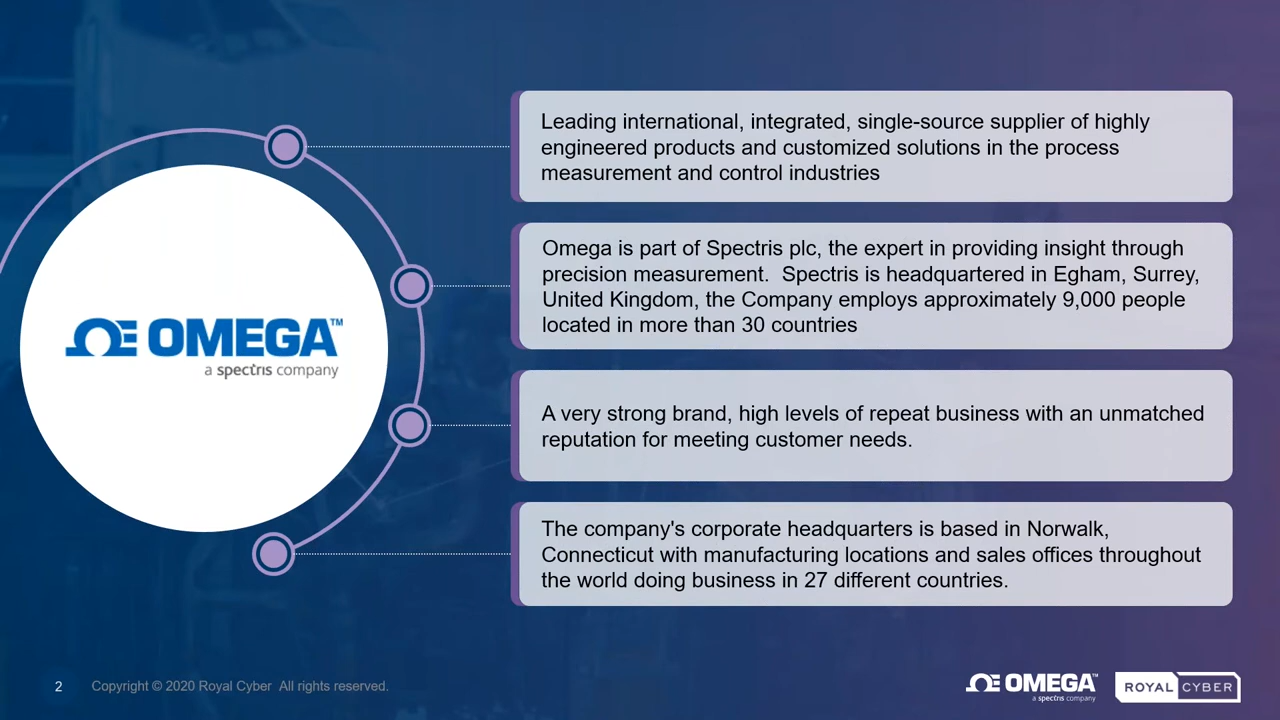 Leading international, integrated, single-source supplier of highly
engineered products and customized solutions in the process
measurement and control industries
Omega is part of Spectris plc, the expert in providing insight through
precision measurement.  Spectris is headquartered in Egham, Surrey,
United Kingdom, the Company employs approximately 9,000 people
located in more than 30 countries
OMEGA™
a spectris company
A very strong brand, high levels of repeat business with an unmatched
reputation for meeting customer needs.
The company's corporate headquarters is based in Norwalk,
Connecticut with manufacturing locations and sales offices throughout
the world doing business in 27 different countries.
2
Copyright © 2020 Royal Cyber  All rights reserved.
OMEGA™
a spectris company
ROYAL CYBER